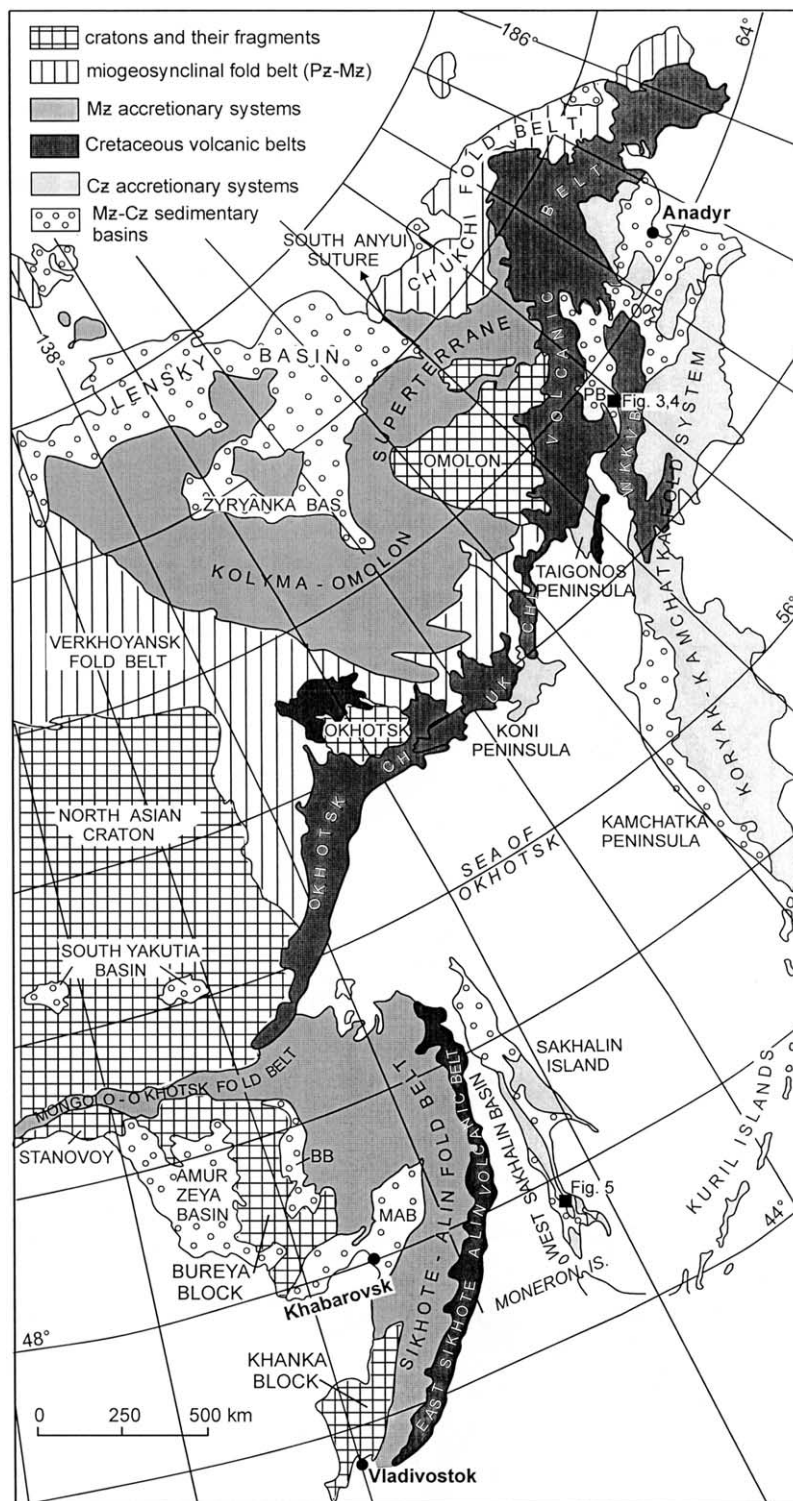 cratons and their fragments
miogeosynclinal fold belt (Pz-Mz)
Mz accretionary systems
Cretaceous volcanic belts
Cz accretionary systems
Mz-Cz sedimentary
basins
186°
64°
CHUKCHI FOLD BELT
Anadyr
SOUTH ANYUI
SUTURE
138°
LENSKY BASIN
SUPERTERRANE
VOLCANIC BELT
PB
Fig. 3,4
OMOLON
ZYRYANKA BAS.
KOLYMA - OMOLON
TAIGONOS
PENINSULA
KORYAK-KAMCHATKA FOLD SYSTEM
56°
VERKHOYANSK
FOLD BELT
OKHOTSK
KONI
PENINSULA
OKHOTSK CHUKCHI
NORTH ASIAN
CRATON
KAMCHATKA
PENINSULA
SEA OF
OKHOTSK
SOUTH YAKUTIA
BASIN
SAKHALIN
ISLAND
MONGOLO-OKHOTSK FOLD BELT
STANOVOY
BB
AMUR
ZEYA
BASIN
MAB
BUREYA
BLOCK
Khabarovsk
SIKHOTE - ALIN FOLD BELT
EAST SIKHOTE ALIN VOLCANIC BELT
WEST SAKHALIN BASIN
Fig. 5
MONERON IS.
KURIL ISLANDS
44°
48°
KHANKA
BLOCK
0 250 500 km
Vladivostok